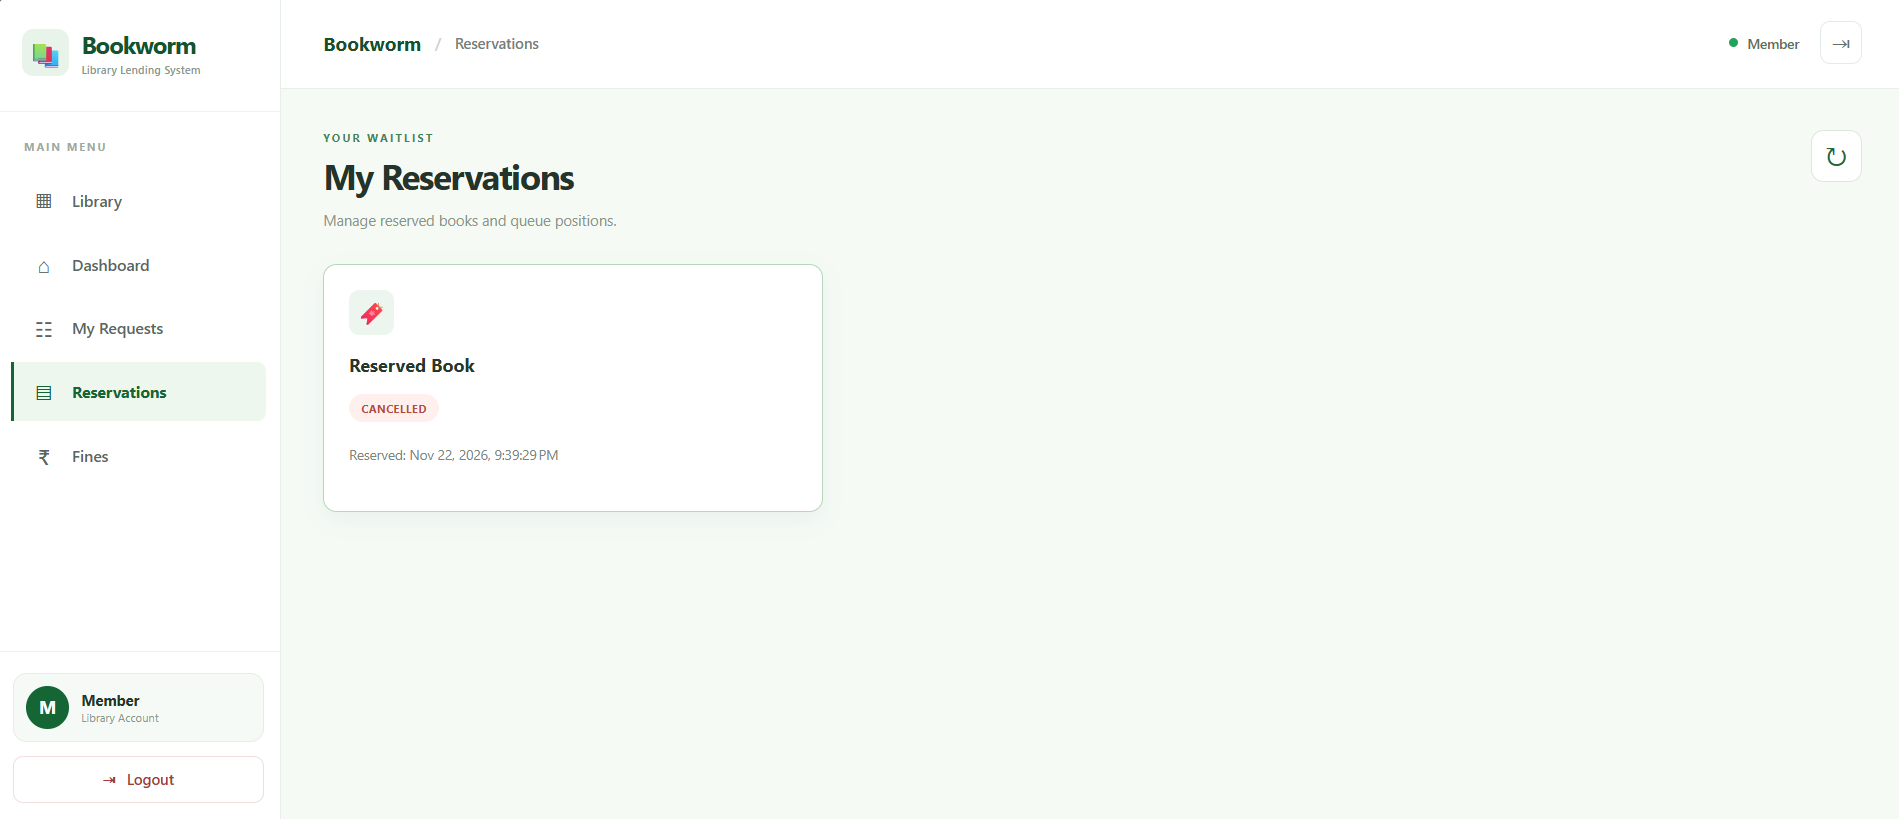 Bookworm
Library Lending System
MAIN MENU
Library
Dashboard
My Requests
Reservations
₹ Fines
M
Member
Library Account
Logout
Bookworm / Reservations
Member
YOUR WAITLIST
My Reservations
Manage reserved books and queue positions.
Reserved Book
CANCELLED
Reserved: Nov 22, 2026, 9:39:29 PM